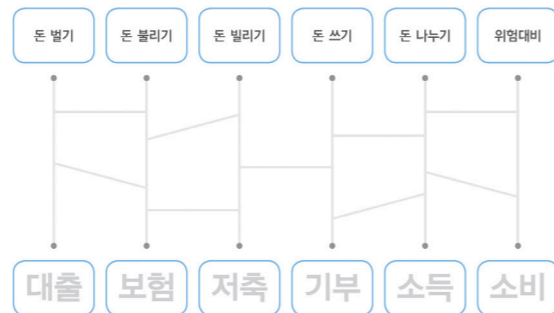 돈 벌기
돈 불리기
돈 빌리기
돈 쓰기
돈 나누기
위험대비
대출
보험
저축
기부
소득
소비